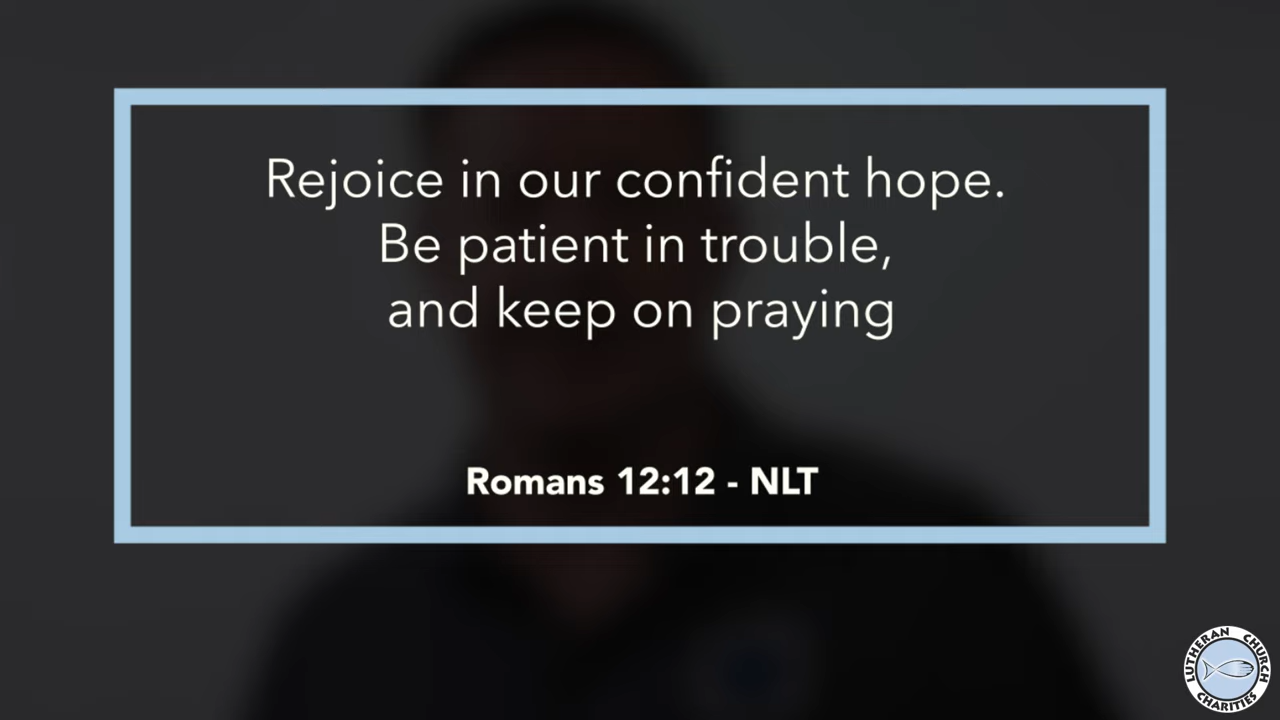 Rejoice in our confident hope.
Be patient in trouble,
and keep on praying
Romans 12:12 - NLT
LUTHERAN CHURCH
CHARITIES